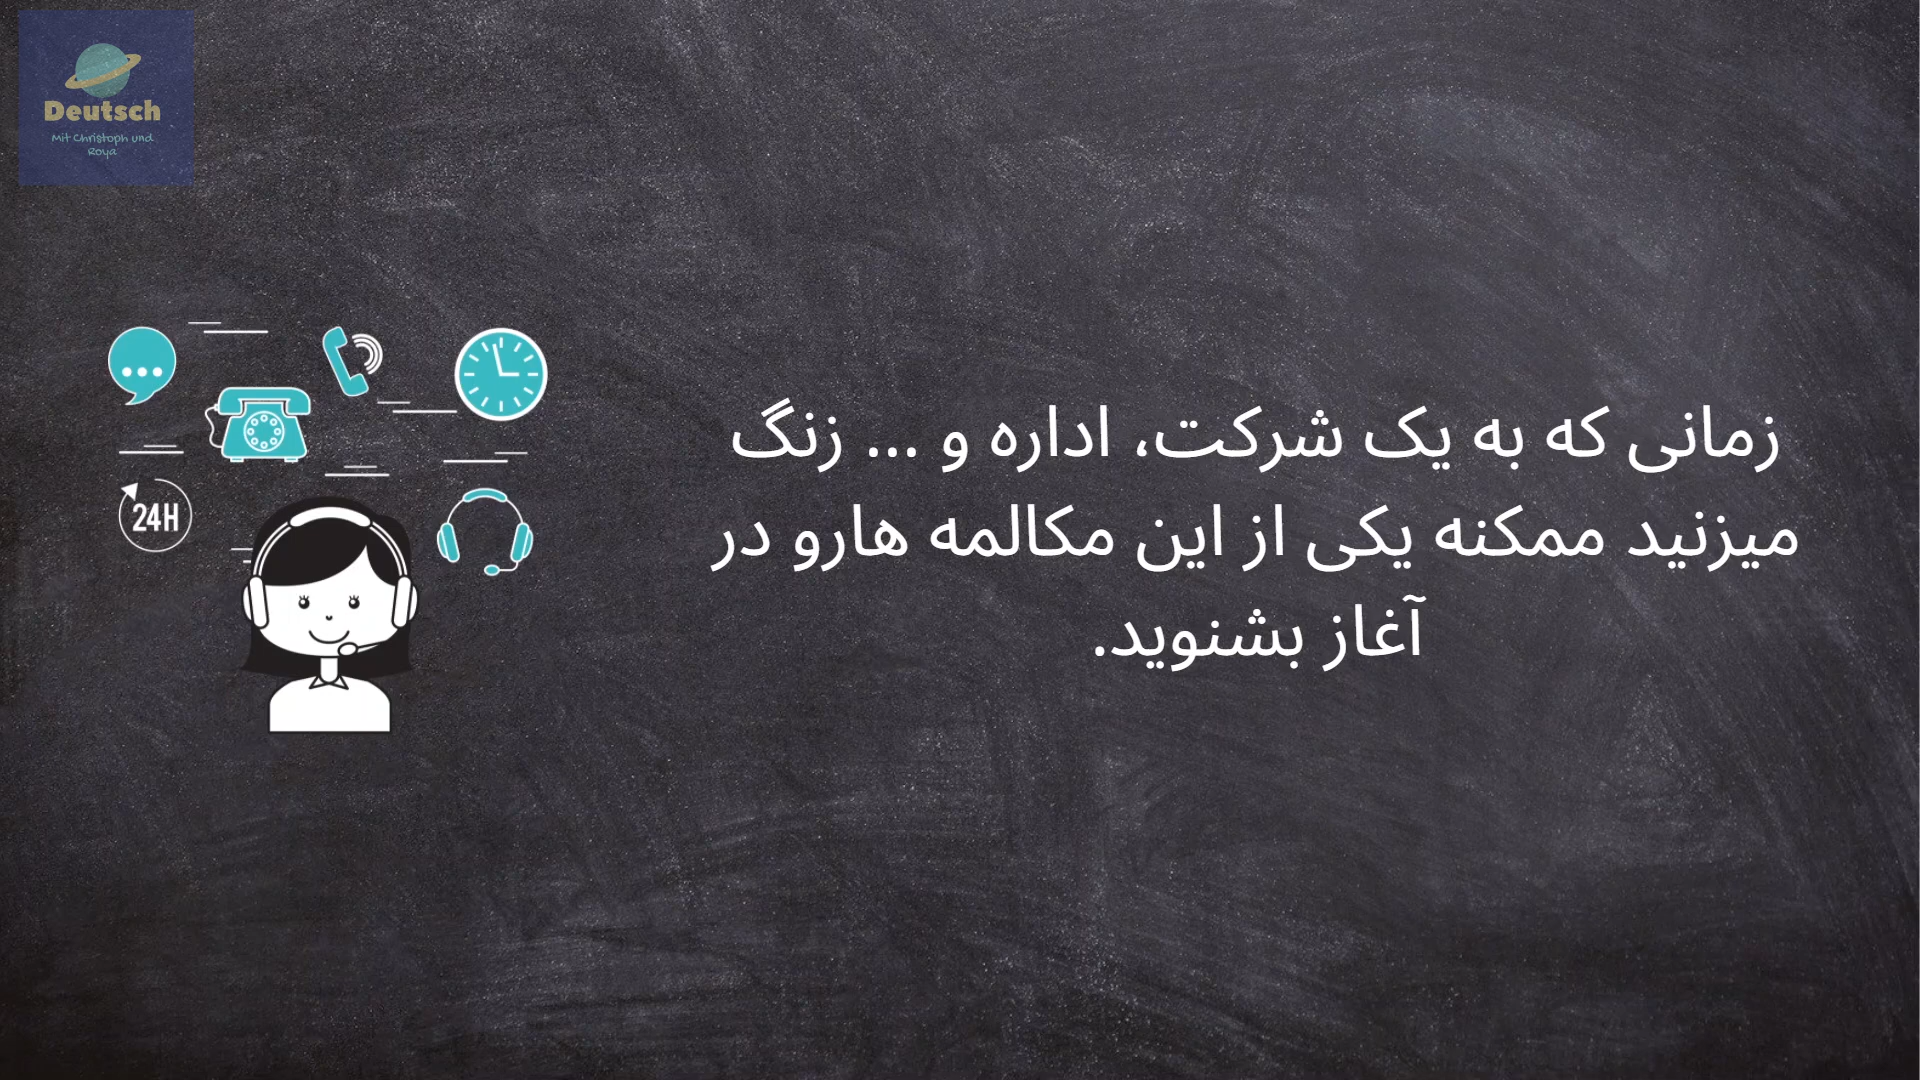 Deutsch
Mit Christoph und
Roya
زمانی که به یک شرکت، اداره و ... زنگ
میزنید ممکنه یکی از این مکالمه هارو در
آغاز بشنوید.
24H